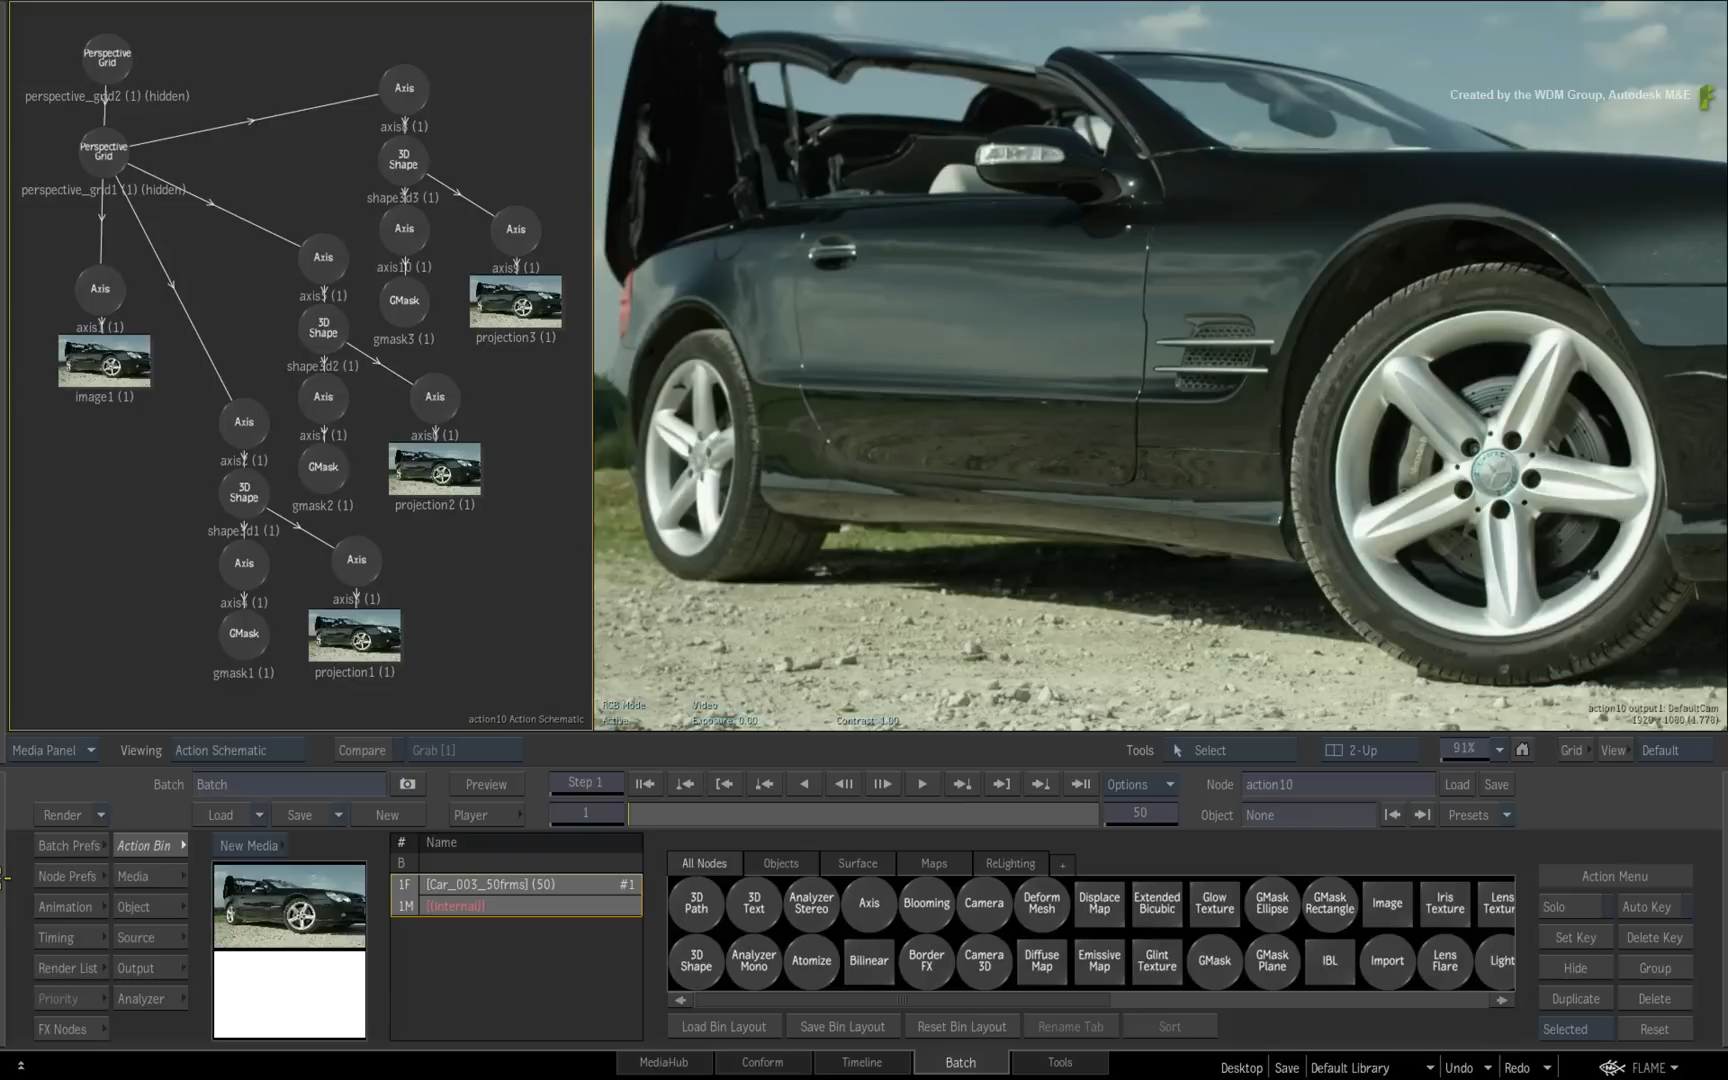 Perspective Grid
perspective_grid2 (1) (hidden)
Perspective Grid
perspective_grid1 (1) (hidden)
Axis
axis1 (1)
image1 (1)
Axis
(1)
3D Shape
shape3d3 (1)
Axis
axis10 (1)
GMask
gmask3 (1)
Axis
(1)
projection3 (1)
Axis
(1)
3D Shape
shape3d2 (1)
Axis
(1)
GMask
gmask2 (1)
Axis
(1)
projection2 (1)
Axis
axis2 (1)
3D Shape
shape3d1 (1)
Axis
(1)
GMask
gmask1 (1)
Axis
(1)
projection1 (1)
action10 Action Schematic
Created by the WDM Group, Autodesk M&E
RGB Mode
Active
Video
Exposure: 0.00
Contrast: 1.00
action10 output1: DefaultCam
1920 x 1080 (1.778)
Media Panel
Viewing
Action Schematic
Compare
Grab [1]
Tools
Select
2-Up
91%
Grid
View
Default
Batch
Batch
Preview
Step 1
Options
Node
action10
Load
Save
Render
Load
Save
New
Player
1
50
Object
None
Presets
Batch Prefs
Action Bin
New Media
Node Prefs
Media
Animation
Object
Timing
Source
Render List
Output
Priority
Analyzer
FX Nodes
# Name
B
1F [Car_003_50frms] (50) #1
1M [(Internal)]
All Nodes
Objects
Surface
Maps
ReLighting
+
3D Path
3D Text
Analyzer Stereo
Axis
Blooming
Camera
Deform Mesh
Displace Map
Extended Bicubic
Glow Texture
GMask Ellipse
GMask Rectangle
Image
Iris Texture
Lens Textur
3D Shape
Analyzer Mono
Atomize
Bilinear
Border FX
Camera 3D
Diffuse Map
Emissive Map
Glint Texture
GMask
GMask Plane
IBL
Import
Lens Flare
Light
Load Bin Layout
Save Bin Layout
Reset Bin Layout
Rename Tab
Sort
Action Menu
Solo
Auto Key
Set Key
Delete Key
Hide
Group
Duplicate
Delete
Selected
Reset
MediaHub
Conform
Timeline
Batch
Tools
Desktop
Save
Default Library
Undo
Redo
FLAME